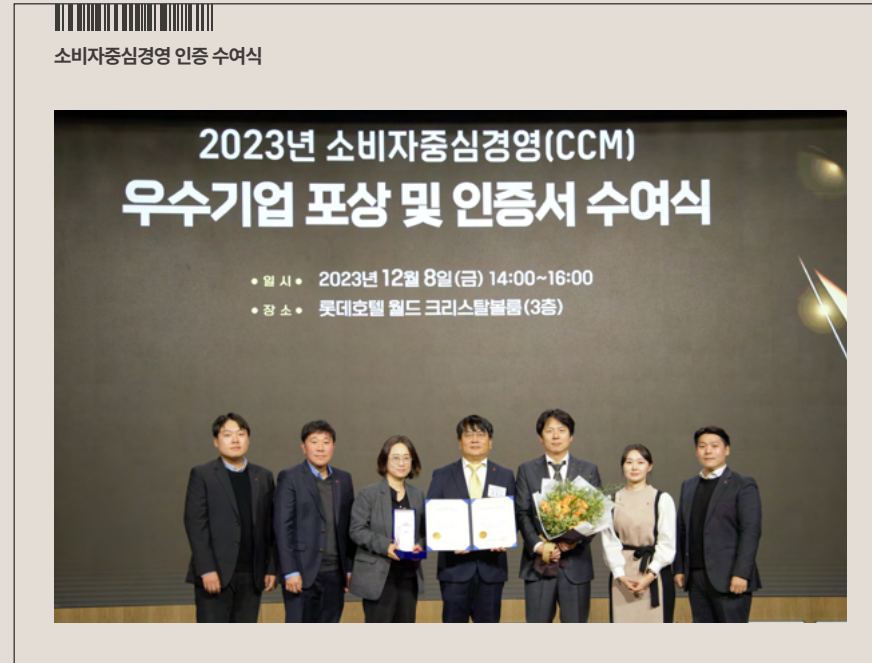 소비자중심경영 인증 수여식
2023년 소비자중심경영(CCM)
우수기업 포상 및 인증서 수여식
• 일 시 • 2023년 12월 8일(금) 14:00~16:00
• 장 소 • 롯데호텔 월드 크리스탈볼룸(3층)